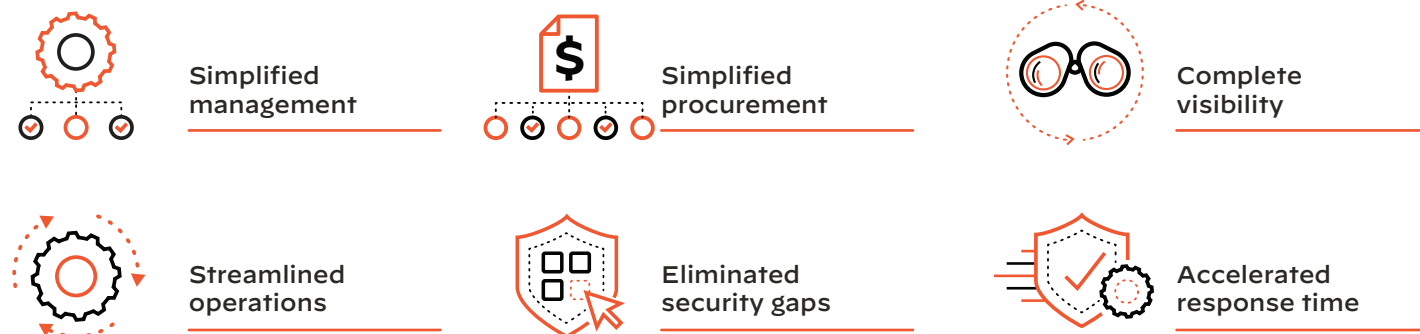 Simplified
management
$
Simplified
procurement
Complete
visibility
Streamlined
operations
Eliminated
security gaps
Accelerated
response time